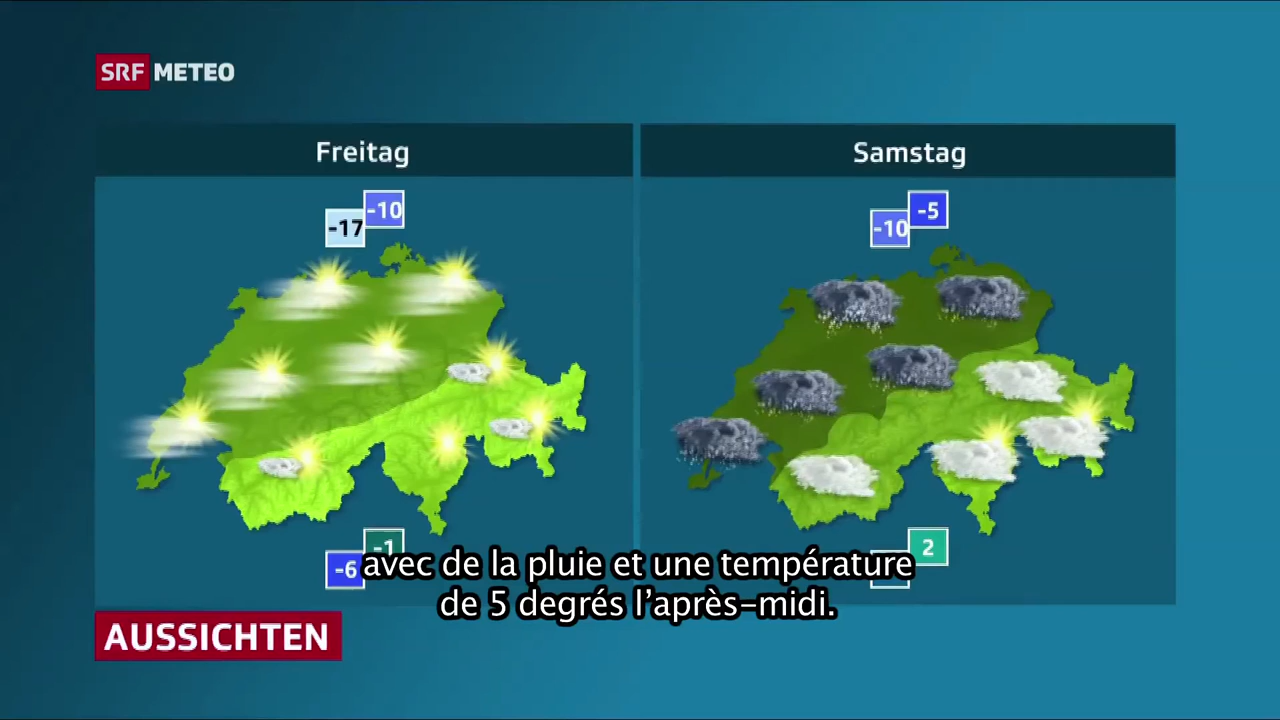 SRF METEO
Freitag
Samstag
-17 -10
-10 -5
-6 -1
2
avec de la pluie et une température
de 5 degrés l’après-midi.
AUSSICHTEN